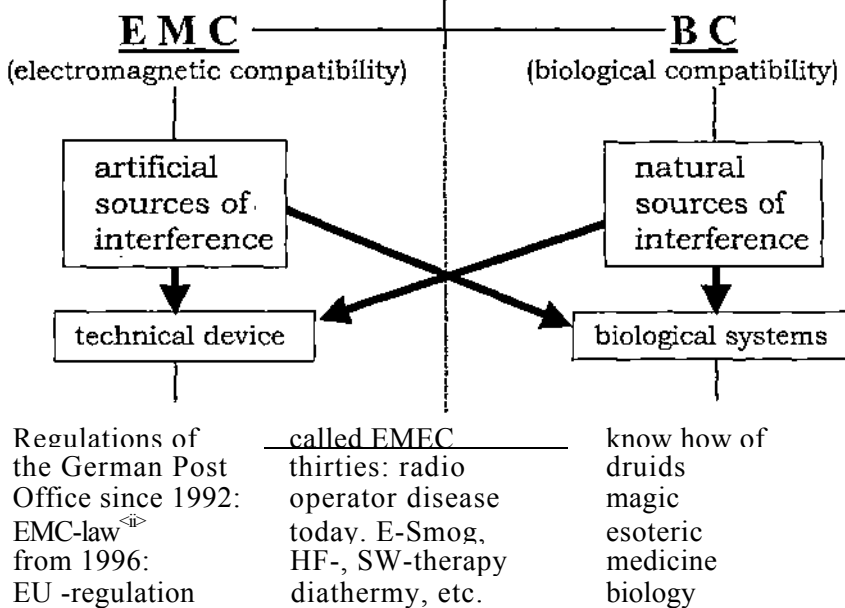 E M C
(electromagnetic compatibility)
B C
(biological compatibility)
artificial
sources of
interference
natural
sources of
interference
technical device
biological systems
Regulations of
the German Post
Office since 1992:
EMC-law<ii>
from 1996:
EU -regulation
called EMEC
thirties: radio
operator disease
today. E-Smog,
HF-, SW-therapy
diathermy, etc.
know how of
druids
magic
esoteric
medicine
biology